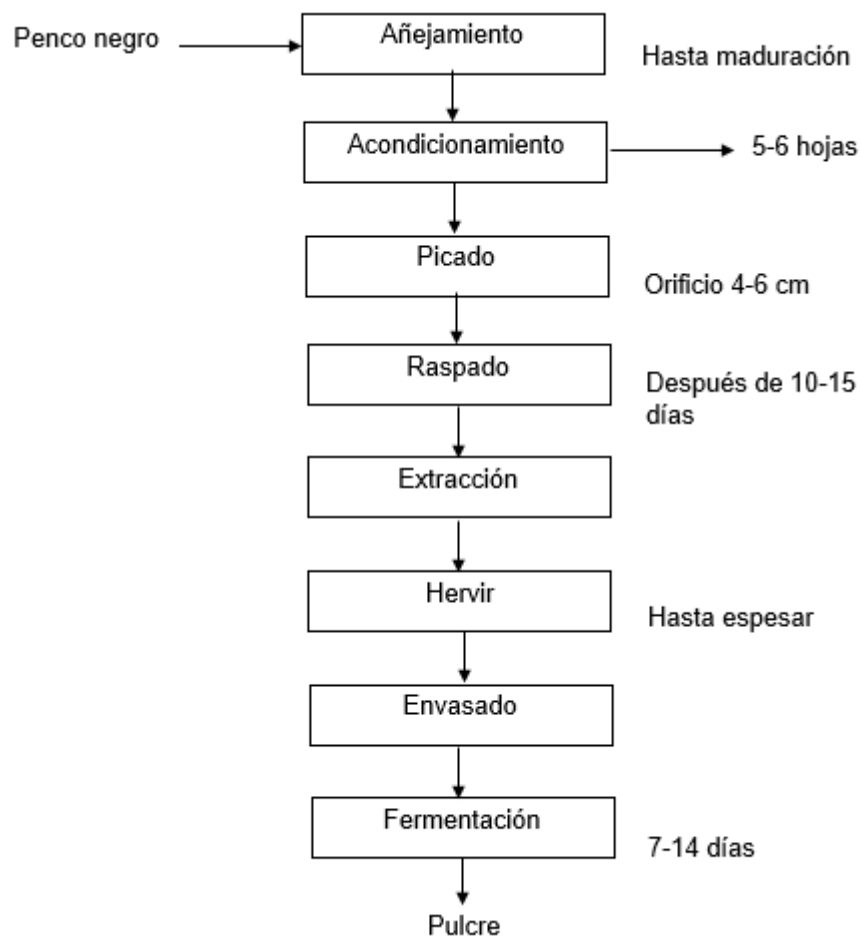 Penco negro
Añejamiento
Hasta maduración
Acondicionamiento
5-6 hojas
Picado
Orificio 4-6 cm
Raspado
Después de 10-15
días
Extracción
Hervir
Hasta espesar
Envasado
Fermentación
7-14 días
Pulcre